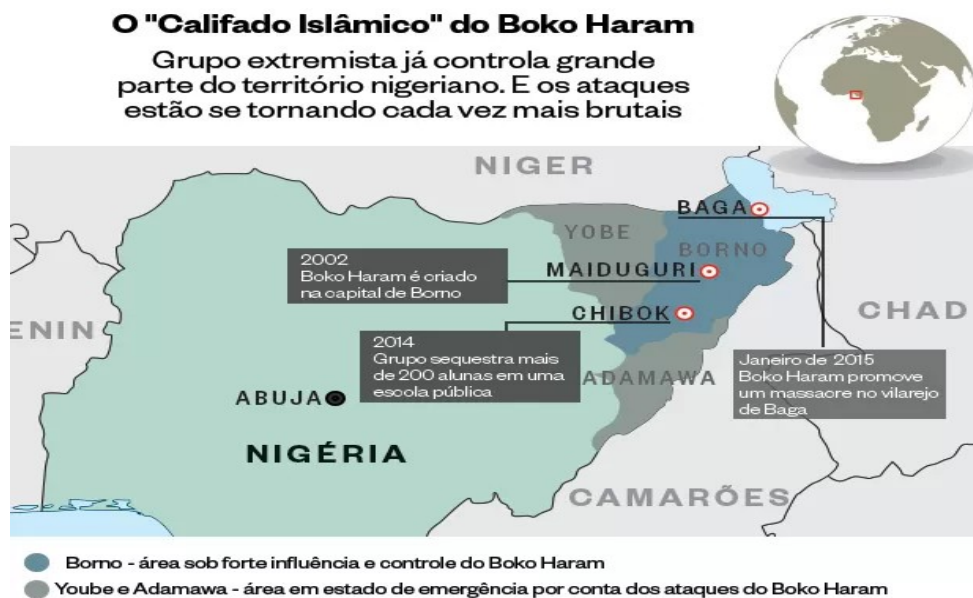 O "Califado Islâmico" do Boko Haram
Grupo extremista já controla grande
parte do território nigeriano. E os ataques
estão se tornando cada vez mais brutais
NIGER
BAGA
YOBE
BORNO
2002
Boko Haram é criado
na capital de Borno
MAIDUGURI
CHIBOK
CHAD
ENIN
2014
Grupo sequestra mais
de 200 alunas em uma
escola pública
ADAMAWA
Janeiro de 2015
Boko Haram promove
um massacre no vilarejo
de Baga
ABUJA
NIGÉRIA
CAMARÕES
Borno - área sob forte influência e controle do Boko Haram
Yoube e Adamawa - área em estado de emergência por conta dos ataques do Boko Haram